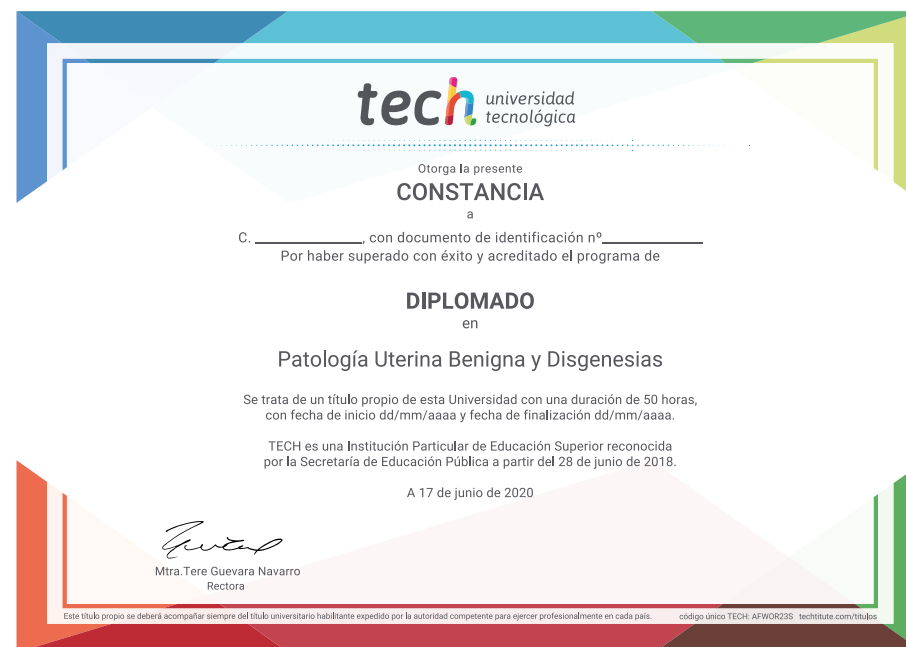 tech universidad
tecnológica
Otorga la presente
CONSTANCIA
a
C. ______________, con documento de identificación nº_____________
Por haber superado con éxito y acreditado el programa de
DIPLOMADO
en
Patología Uterina Benigna y Disgenesias
Se trata de un título propio de esta Universidad con una duración de 50 horas,
con fecha de inicio dd/mm/aaaa y fecha de finalización dd/mm/aaaa.
TECH es una Institución Particular de Educación Superior reconocida
por la Secretaría de Educación Pública a partir del 28 de junio de 2018.
A 17 de junio de 2020
Mtra.Tere Guevara Navarro
Rectora
Este título propio se deberá acompañar siempre del título universitario habilitante expedido por la autoridad competente para ejercer profesionalmente en cada país. código único TECH: AFWOR23S techtitute.com/titulos